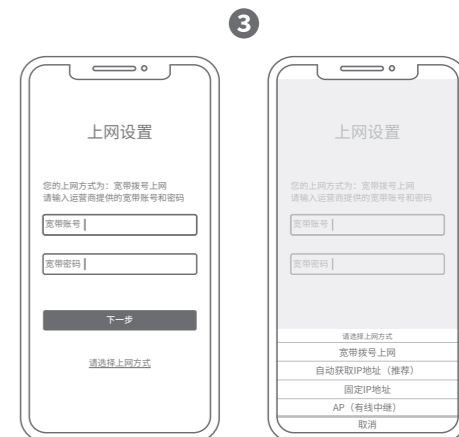 3
上网设置
您的上网方式为：宽带拨号上网
请输入运营商提供的宽带账号和密码
宽带账号
宽带密码
下一步
请选择上网方式
上网设置
您的上网方式为：宽带拨号上网
请输入运营商提供的宽带账号和密码
宽带账号
宽带密码
请选择上网方式
宽带拨号上网
自动获取IP地址（推荐）
固定IP地址
AP（有线中继）
取消